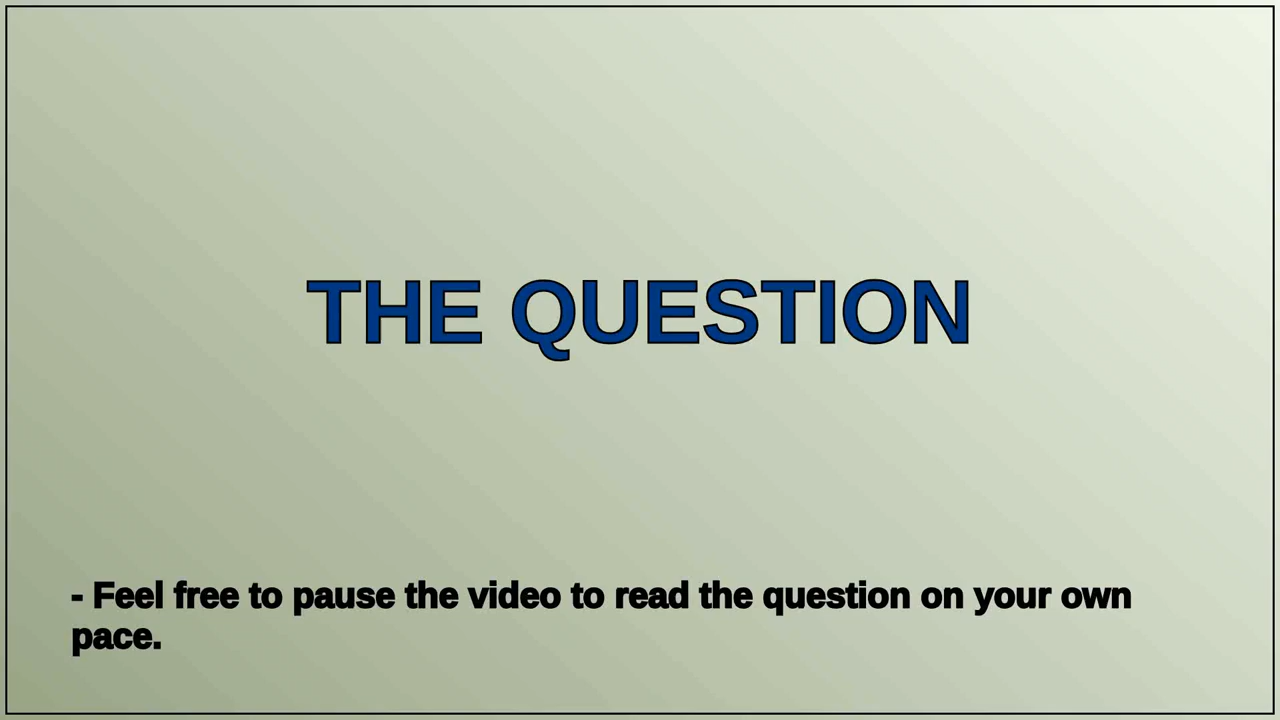 THE QUESTION
- Feel free to pause the video to read the question on your own
pace.